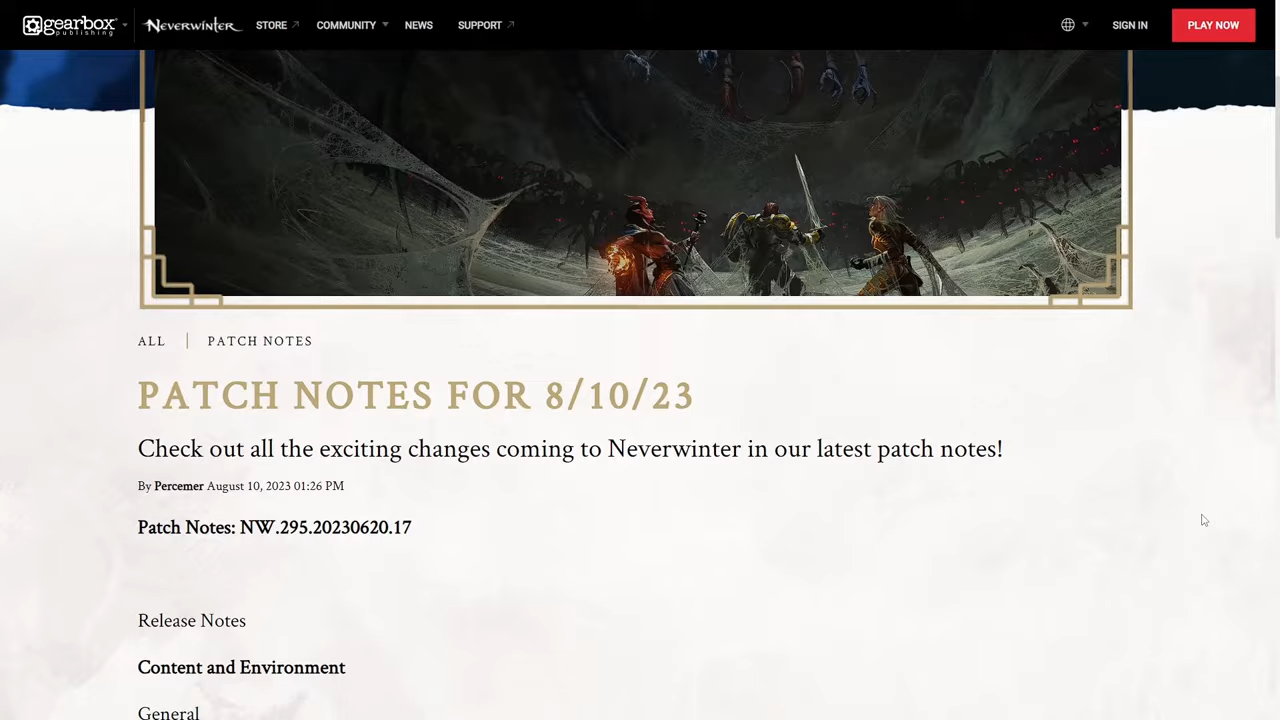 gearbox publishing NEVERWINTER STORE COMMUNITY NEWS SUPPORT SIGN IN PLAY NOW
ALL | PATCH NOTES
PATCH NOTES FOR 8/10/23
Check out all the exciting changes coming to Neverwinter in our latest patch notes!
By Percemer August 10, 2023 01:26 PM
Patch Notes: NW.295.20230620.17
Release Notes
Content and Environment
General